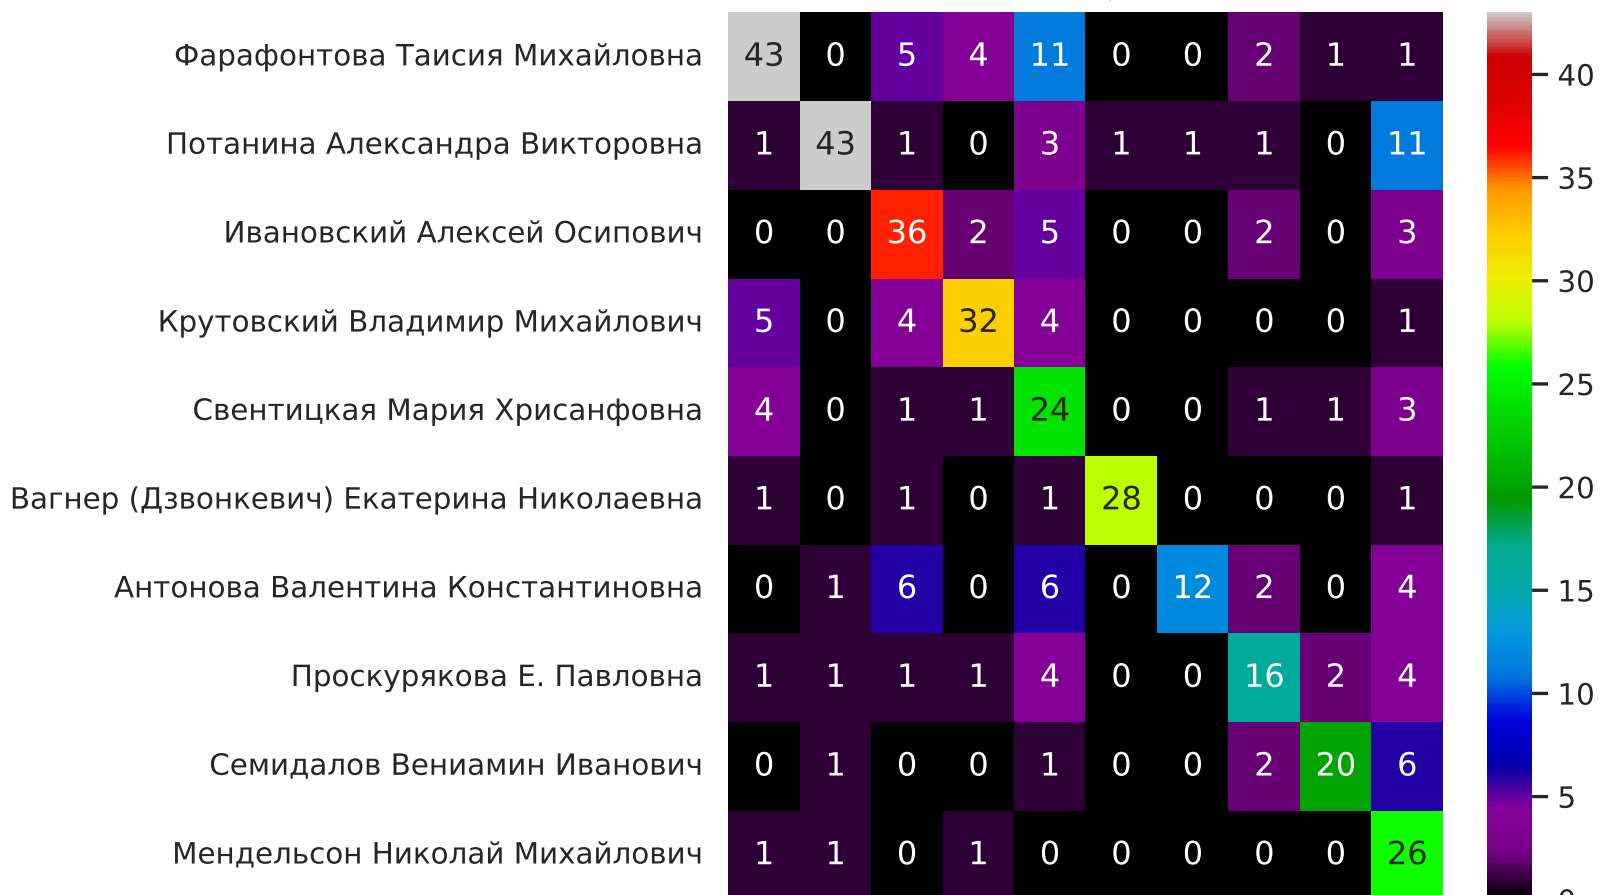 Фарафонтова Таисия Михайловна 43 0 5 4 11 0 0 2 1 1
Потанина Александра Викторовна 1 43 1 0 3 1 1 1 0 11
Ивановский Алексей Осипович 0 0 36 2 5 0 0 2 0 3
Крутовский Владимир Михайлович 5 0 4 32 4 0 0 0 0 1
Свентицкая Мария Хрисанфовна 4 0 1 1 24 0 0 1 1 3
Вагнер (Дзвонкевич) Екатерина Николаевна 1 0 1 0 1 28 0 0 0 1
Антонова Валентина Константиновна 0 1 6 0 6 0 12 2 0 4
Проскурякова Е. Павловна 1 1 1 1 4 0 0 16 2 4
Семидалов Вениамин Иванович 0 1 0 0 1 0 0 2 20 6
Мендельсон Николай Михайлович 1 1 0 1 0 0 0 0 0 26
40
35
30
25
20
15
10
5